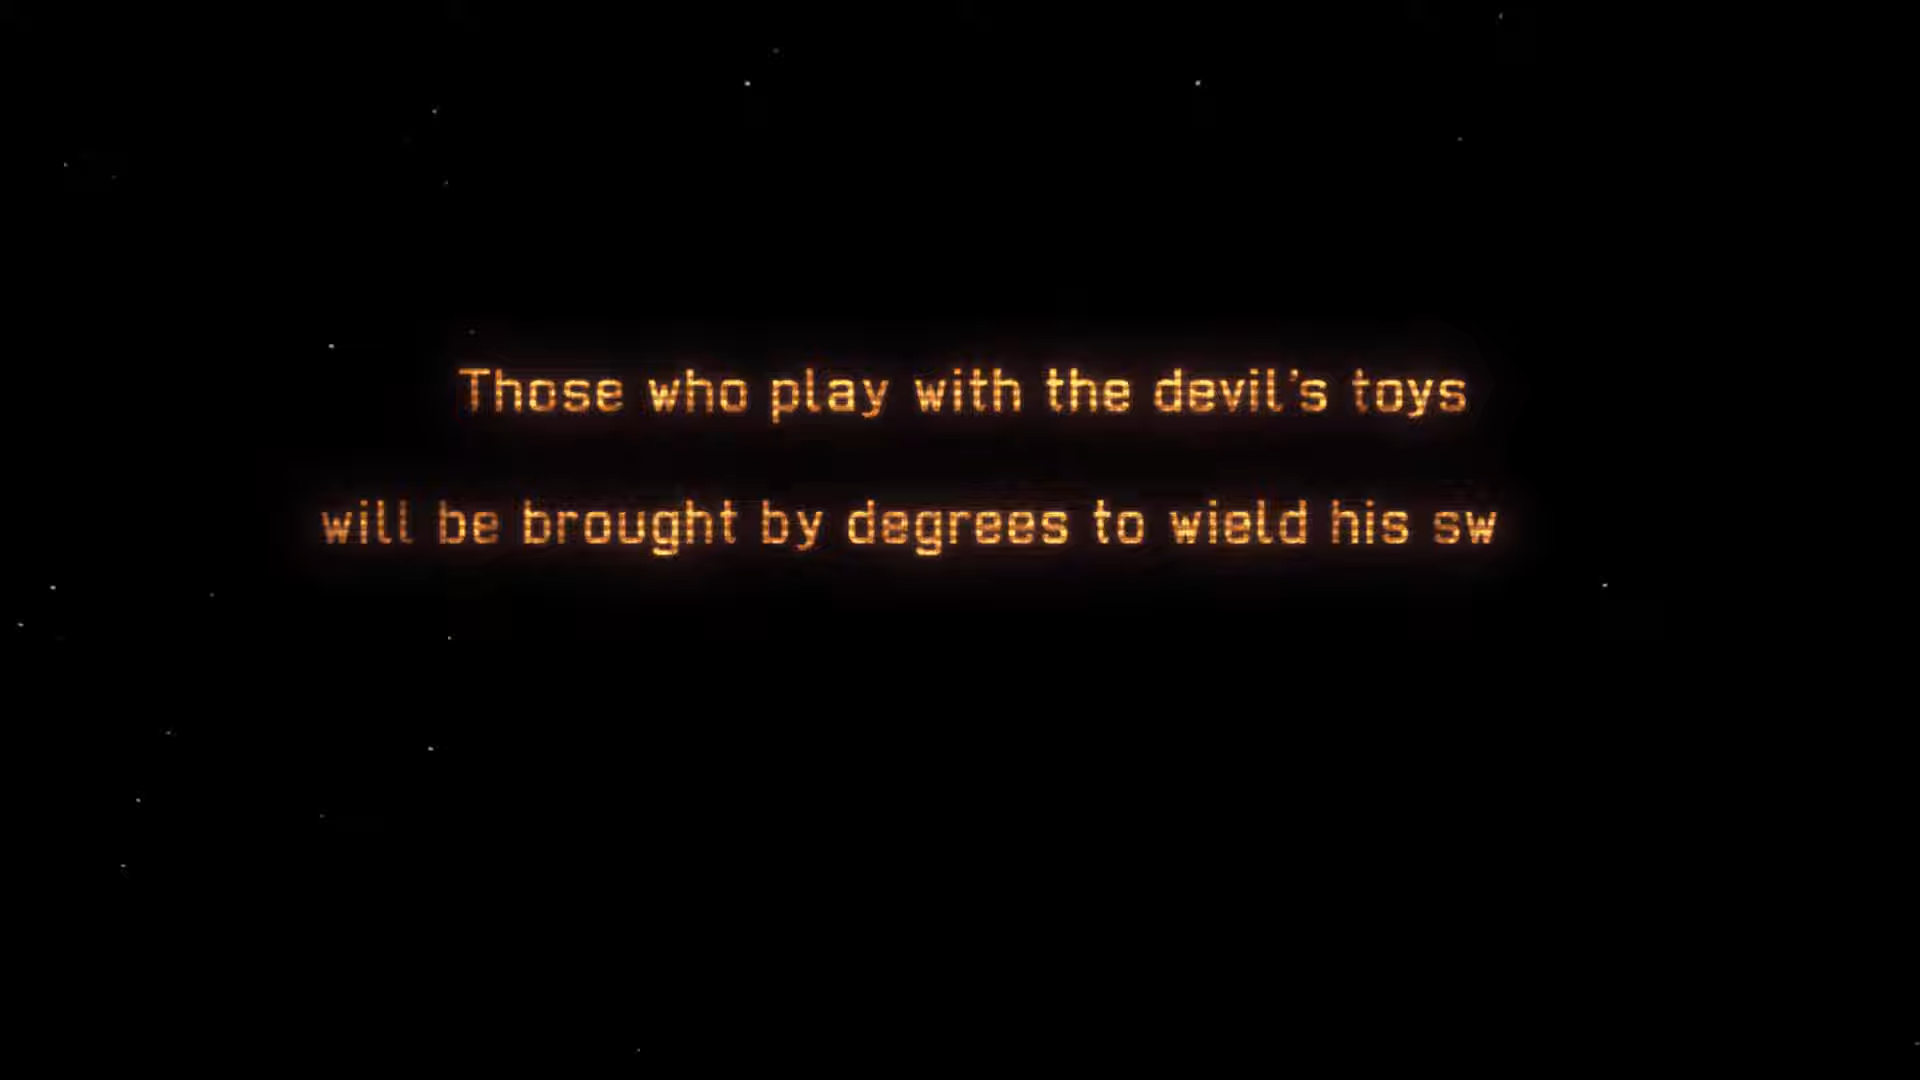 Those who play with the devil's toys
will be brought by degrees to wield his sw